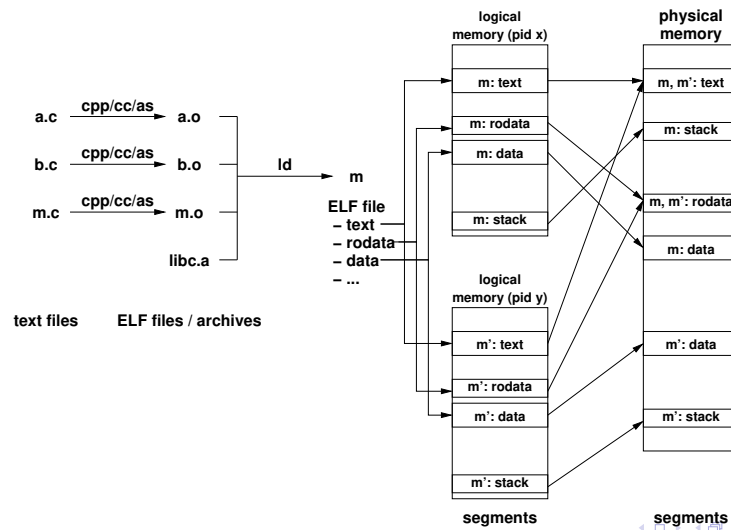 logical
memory (pid x)
physical
memory
m: text
m, m’: text
a.c
cpp/cc/as
a.o
m: rodata
m: stack
m: data
b.c
cpp/cc/as
b.o
ld
m
m.c
cpp/cc/as
m.o
ELF file
– text
– rodata
– data
– ...
m: stack
m, m’: rodata
m: data
libc.a
logical
memory (pid y)
text files
ELF files / archives
m’: text
m’: data
m’: rodata
m’: data
m’: stack
m’: stack
segments
segments